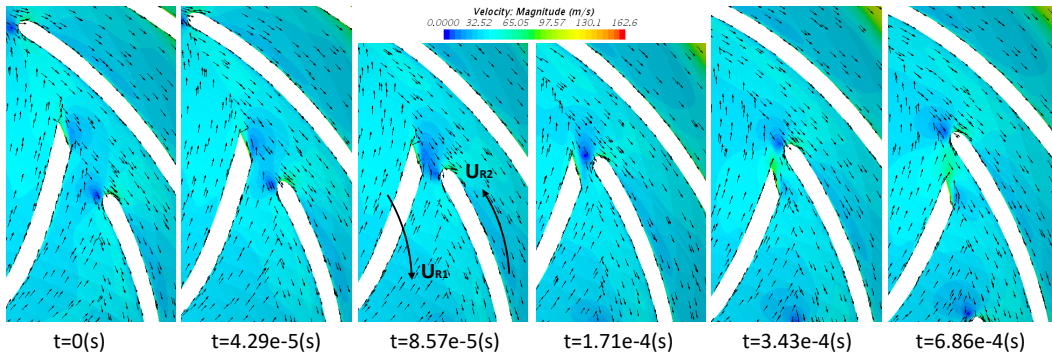 Velocity: Magnitude (m/s)
0.0000 32.52 65.05 97.57 130.1 162.6
UR2
UR1
t=0(s) t=4.29e-5(s) t=8.57e-5(s) t=1.71e-4(s) t=3.43e-4(s) t=6.86e-4(s)